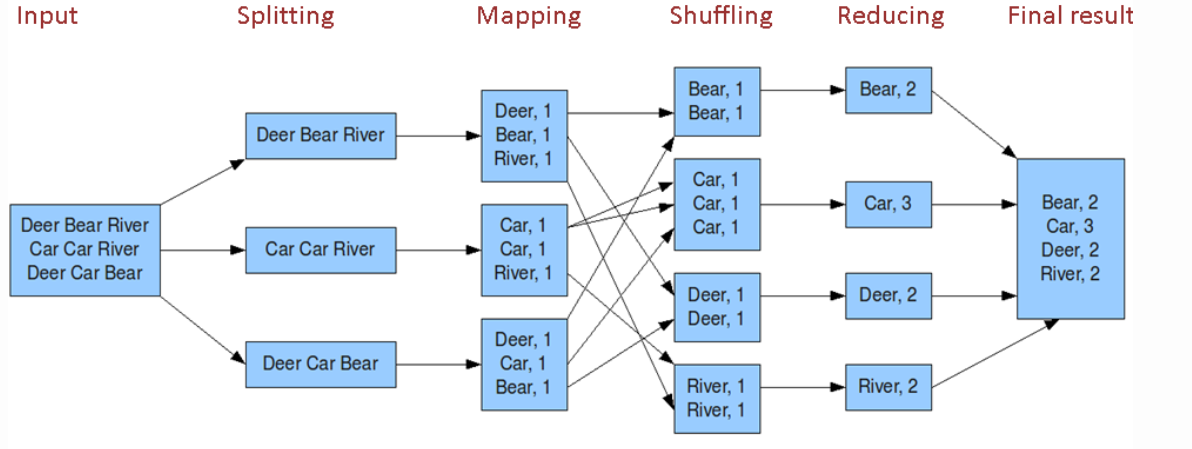 Input
Splitting
Mapping
Shuffling
Reducing
Final result
Deer Bear River
Car Car River
Deer Car Bear
Deer Bear River
Car Car River
Deer Car Bear
Deer, 1
Bear, 1
River, 1
Car, 1
Car, 1
River, 1
Deer, 1
Car, 1
Bear, 1
Bear, 1
Bear, 1
Car, 1
Car, 1
Car, 1
Deer, 1
Deer, 1
River, 1
River, 1
Bear, 2
Car, 3
Deer, 2
River, 2
Bear, 2
Car, 3
Deer, 2
River, 2